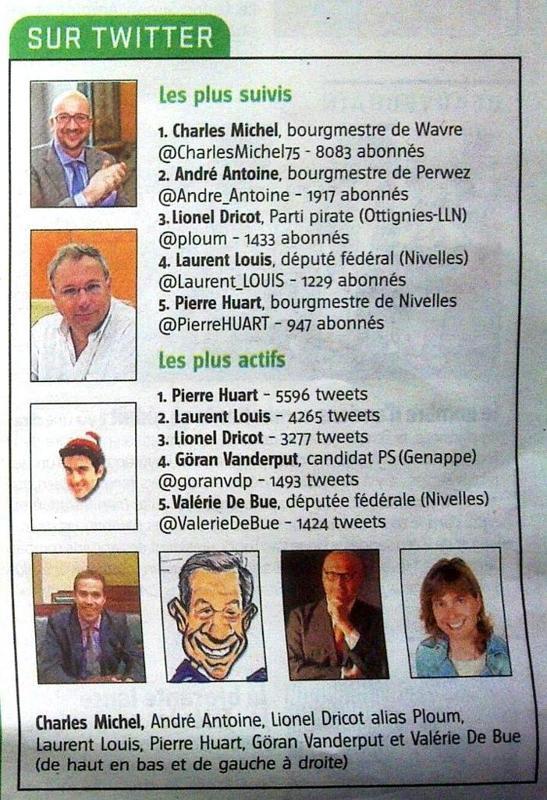 SUR TWITTER
Les plus suivis
1. Charles Michel, bourgmestre de Wavre
@CharlesMichel75 - 8083 abonnés
2. André Antoine, bourgmestre de Perwez
@Andre_Antoine - 1917 abonnés
3. Lionel Dricot, Parti pirate (Ottignies-LLN)
@ploum - 1433 abonnés
4. Laurent Louis, député fédéral (Nivelles)
@Laurent_LOUIS - 1229 abonnés
5. Pierre Huart, bourgmestre de Nivelles
@PierreHUART - 947 abonnés
Les plus actifs
1. Pierre Huart - 5596 tweets
2. Laurent Louis - 4265 tweets
3. Lionel Dricot - 3277 tweets
4. Göran Vanderput, candidat PS (Genappe)
@goranvdp - 1493 tweets
5. Valérie De Bue, députée fédérale (Nivelles)
@ValerieDeBue - 1424 tweets
Charles Michel, André Antoine, Lionel Dricot alias Ploum,
Laurent Louis, Pierre Huart, Göran Vanderput et Valérie De Bue
(de haut en bas et de gauche à droite)